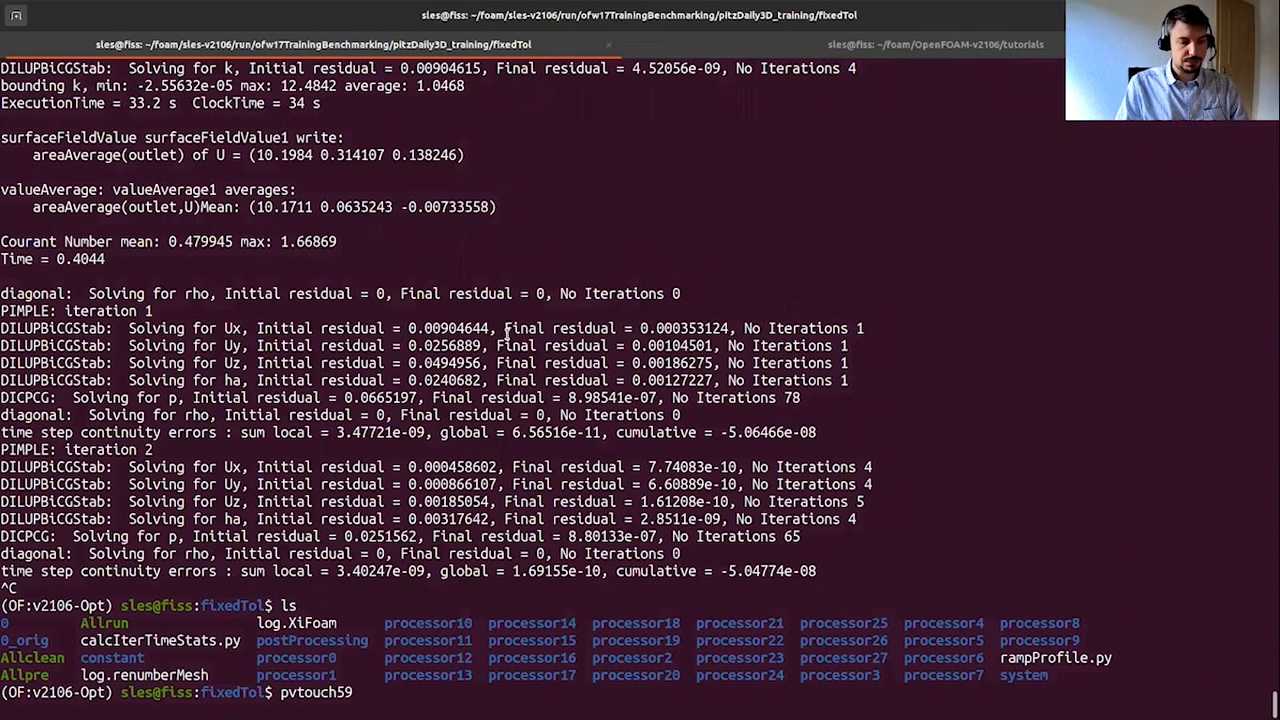 sles@fiss: ~/foam/sles-v2106/run/ofw17TrainingBenchmarking/pitzDaily3D_training/fixedTol
sles@fiss: ~/foam/sles-v2106/run/ofw17TrainingBenchmarking/pitzDaily3D_training/fixedTol × sles@fiss: ~/foam/OpenFOAM-v2106/tutorials
DILUPBiCGStab:  Solving for k, Initial residual = 0.00904615, Final residual = 4.52056e-09, No Iterations 4
bounding k, min: -2.55632e-05 max: 12.4842 average: 1.0468
ExecutionTime = 33.2 s  ClockTime = 34 s
surfaceFieldValue surfaceFieldValue1 write:
    areaAverage(outlet) of U = (10.1984 0.314107 0.138246)
valueAverage: valueAverage1 averages:
    areaAverage(outlet,U)Mean: (10.1711 0.0635243 -0.00733558)
Courant Number mean: 0.479945 max: 1.66869
Time = 0.4044
diagonal:  Solving for rho, Initial residual = 0, Final residual = 0, No Iterations 0
PIMPLE: iteration 1
DILUPBiCGStab:  Solving for Ux, Initial residual = 0.00904644, Final residual = 0.000353124, No Iterations 1
DILUPBiCGStab:  Solving for Uy, Initial residual = 0.0256889, Final residual = 0.00104501, No Iterations 1
DILUPBiCGStab:  Solving for Uz, Initial residual = 0.0494956, Final residual = 0.00186275, No Iterations 1
DILUPBiCGStab:  Solving for ha, Initial residual = 0.0240682, Final residual = 0.00127227, No Iterations 1
DICPCG:  Solving for p, Initial residual = 0.0665197, Final residual = 8.98541e-07, No Iterations 78
diagonal:  Solving for rho, Initial residual = 0, Final residual = 0, No Iterations 0
time step continuity errors : sum local = 3.47721e-09, global = 6.56516e-11, cumulative = -5.06466e-08
PIMPLE: iteration 2
DILUPBiCGStab:  Solving for Ux, Initial residual = 0.000458602, Final residual = 7.74083e-10, No Iterations 4
DILUPBiCGStab:  Solving for Uy, Initial residual = 0.000866107, Final residual = 6.60889e-10, No Iterations 4
DILUPBiCGStab:  Solving for Uz, Initial residual = 0.00185054, Final residual = 1.61208e-10, No Iterations 5
DILUPBiCGStab:  Solving for ha, Initial residual = 0.00317642, Final residual = 2.8511e-09, No Iterations 4
DICPCG:  Solving for p, Initial residual = 0.0251562, Final residual = 8.80133e-07, No Iterations 65
diagonal:  Solving for rho, Initial residual = 0, Final residual = 0, No Iterations 0
time step continuity errors : sum local = 3.40247e-09, global = 1.69155e-10, cumulative = -5.04774e-08
^C
(OF:v2106-Opt) sles@fiss:fixedTol$ ls
0         Allrun               log.XiFoam      processor10  processor14  processor18  processor21  processor25  processor4  processor8
0_orig    calcIterTimeStats.py  postProcessing  processor11  processor15  processor19  processor22  processor26  processor5  processor9
Allclean  constant             processor0      processor12  processor16  processor2   processor23  processor27  processor6  rampProfile.py
Allpre    log.renumberMesh     processor1      processor13  processor17  processor20  processor24  processor3   processor7  system
(OF:v2106-Opt) sles@fiss:fixedTol$ pvtouch59